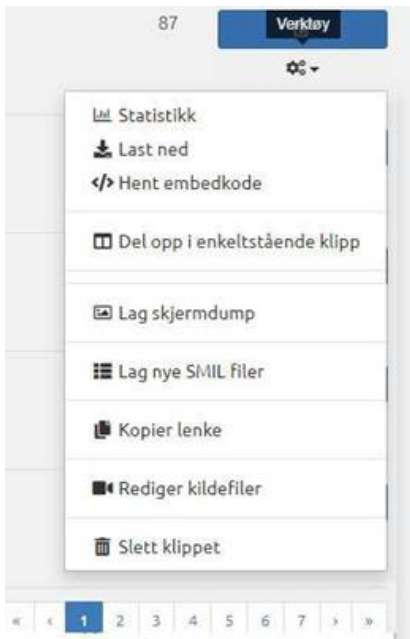 87
Verktøy
Statistikk
Last ned
Hent embedkode
Del opp i enkeltstående klipp
Lag skjermdump
Lag nye SMIL filer
Kopier lenke
Rediger kildefiler
Slett klippet
« ‹ 1 2 3 4 5 6 7 › »